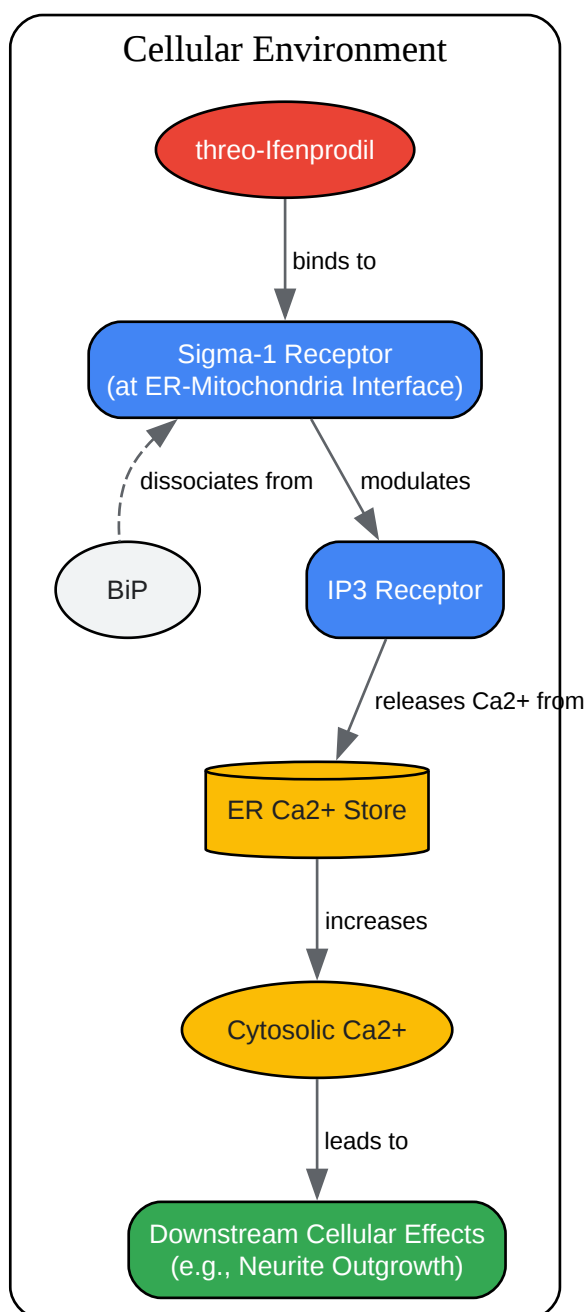 Cellular Environment
threo-Ifenprodil
binds to
Sigma-1 Receptor
(at ER-Mitochondria Interface)
dissociates from
modulates
BiP
IP3 Receptor
releases Ca2+ from
ER Ca2+ Store
increases
Cytosolic Ca2+
leads to
Downstream Cellular Effects
(e.g., Neurite Outgrowth)